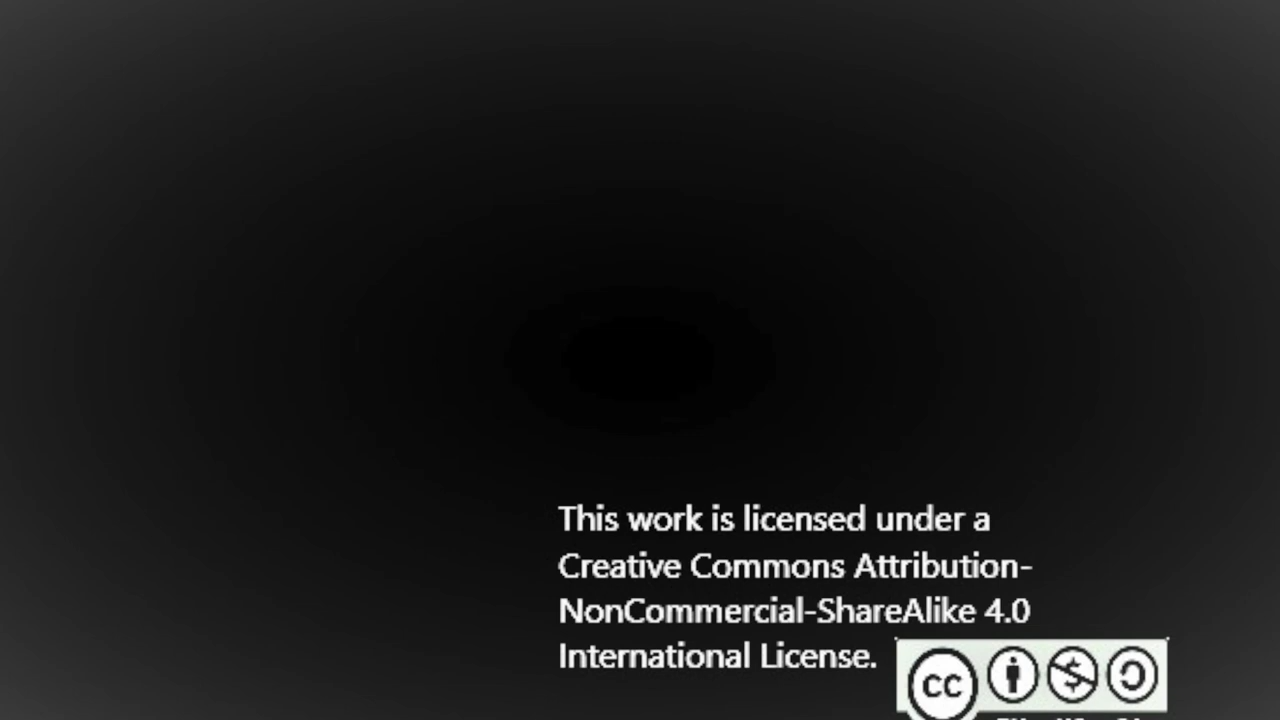 This work is licensed under a
Creative Commons Attribution-
NonCommercial-ShareAlike 4.0
International License.
cc